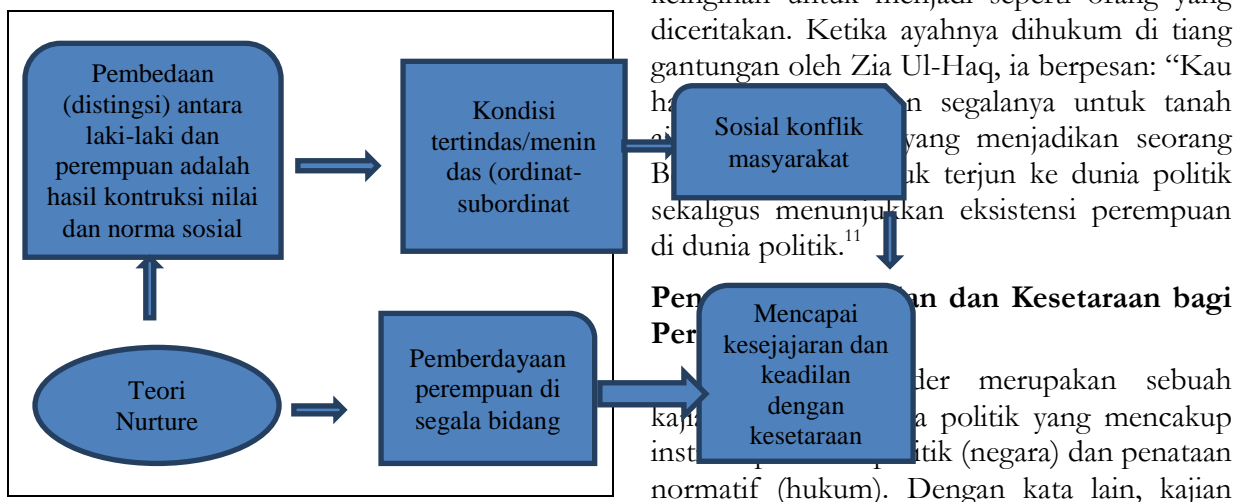 Pembedaan
(distingsi) antara
laki-laki dan
perempuan adalah
hasil kontruksi nilai
dan norma sosial
Kondisi
tertindas/menin
das (ordinat-
subordinat
Sosial konflik
masyarakat
Teori
Nurture
Pemberdayaan
perempuan di
segala bidang
Mencapai
kesejajaran dan
keadilan
dengan
kesetaraan
keinginan untuk menjadi seperti orang yang
diceritakan. Ketika ayahnya dihukum di tiang
gantungan oleh Zia Ul-Haq, ia berpesan: “Kau
segalanya untuk tanah
yang menjadikan seorang
terjun ke dunia politik
sekaligus menunjukkan eksistensi perempuan
di dunia politik.11
dan Kesetaraan bagi
merupakan sebuah
politik yang mencakup
(negara) dan penataan
normatif (hukum). Dengan kata lain, kajian